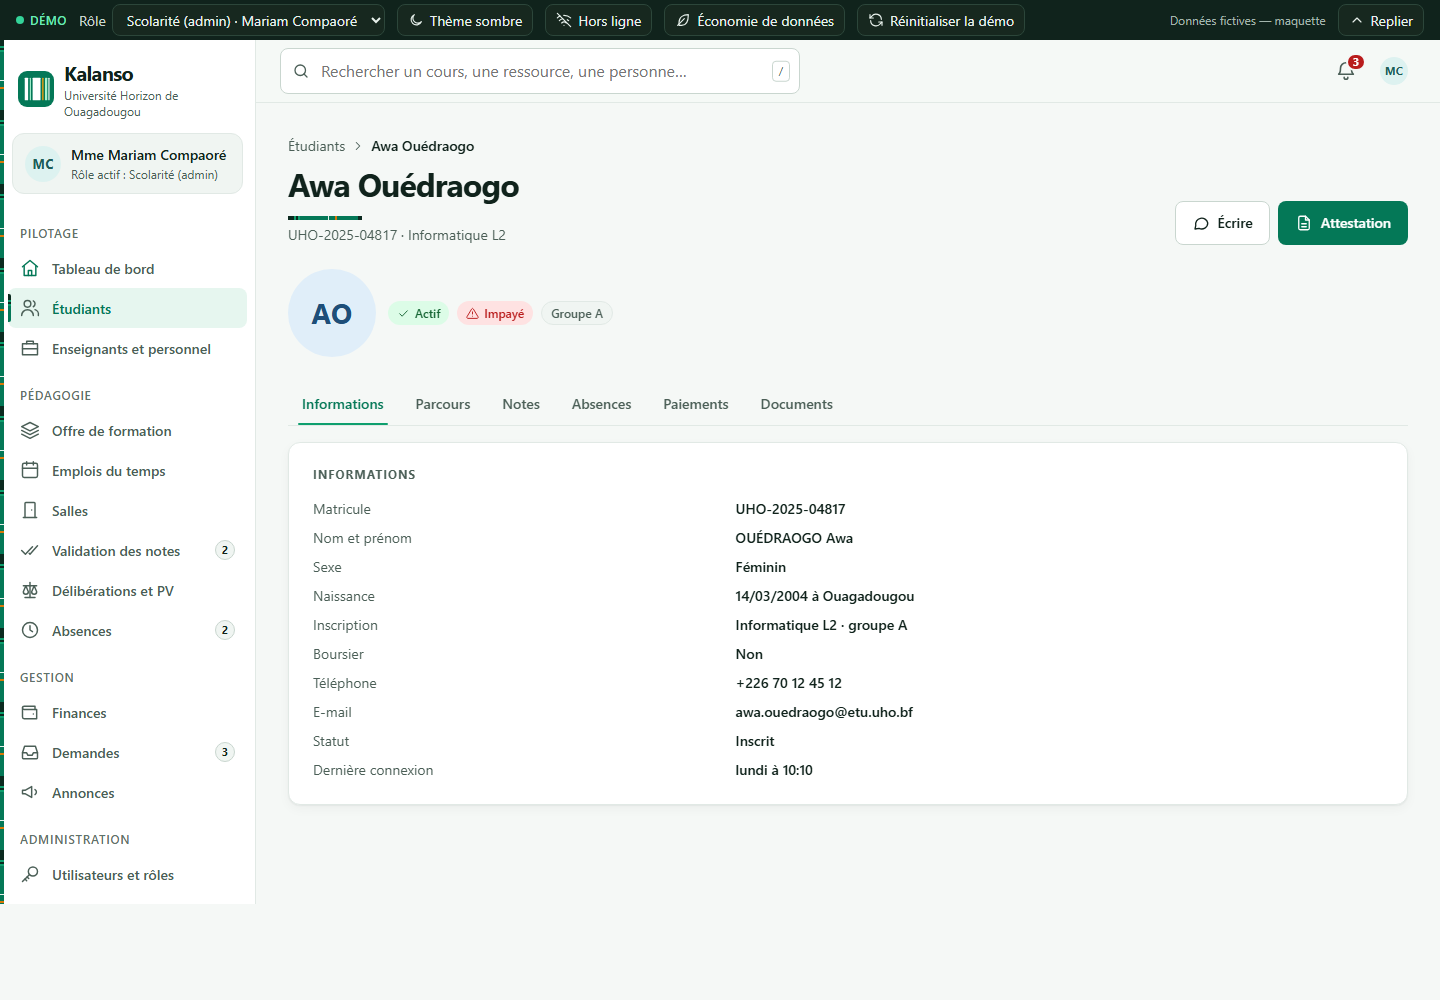 DÉMO Rôle Scolarité (admin) · Mariam Compaoré Thème sombre Hors ligne Économie de données Réinitialiser la démo Données fictives — maquette Replier
Kalanso
Université Horizon de
Ouagadougou
Rechercher un cours, une ressource, une personne... /
3
MC
MC
Mme Mariam Compaoré
Rôle actif : Scolarité (admin)
PILOTAGE
Tableau de bord
Étudiants
Enseignants et personnel
PÉDAGOGIE
Offre de formation
Emplois du temps
Salles
Validation des notes 2
Délibérations et PV
Absences 2
GESTION
Finances
Demandes 3
Annonces
ADMINISTRATION
Utilisateurs et rôles
Étudiants > Awa Ouédraogo
Awa Ouédraogo
UHO-2025-04817 · Informatique L2
Écrire
Attestation
AO
Actif
Impayé
Groupe A
Informations Parcours Notes Absences Paiements Documents
INFORMATIONS
Matricule UHO-2025-04817
Nom et prénom OUÉDRAOGO Awa
Sexe Féminin
Naissance 14/03/2004 à Ouagadougou
Inscription Informatique L2 · groupe A
Boursier Non
Téléphone +226 70 12 45 12
E-mail awa.ouedraogo@etu.uho.bf
Statut Inscrit
Dernière connexion lundi à 10:10